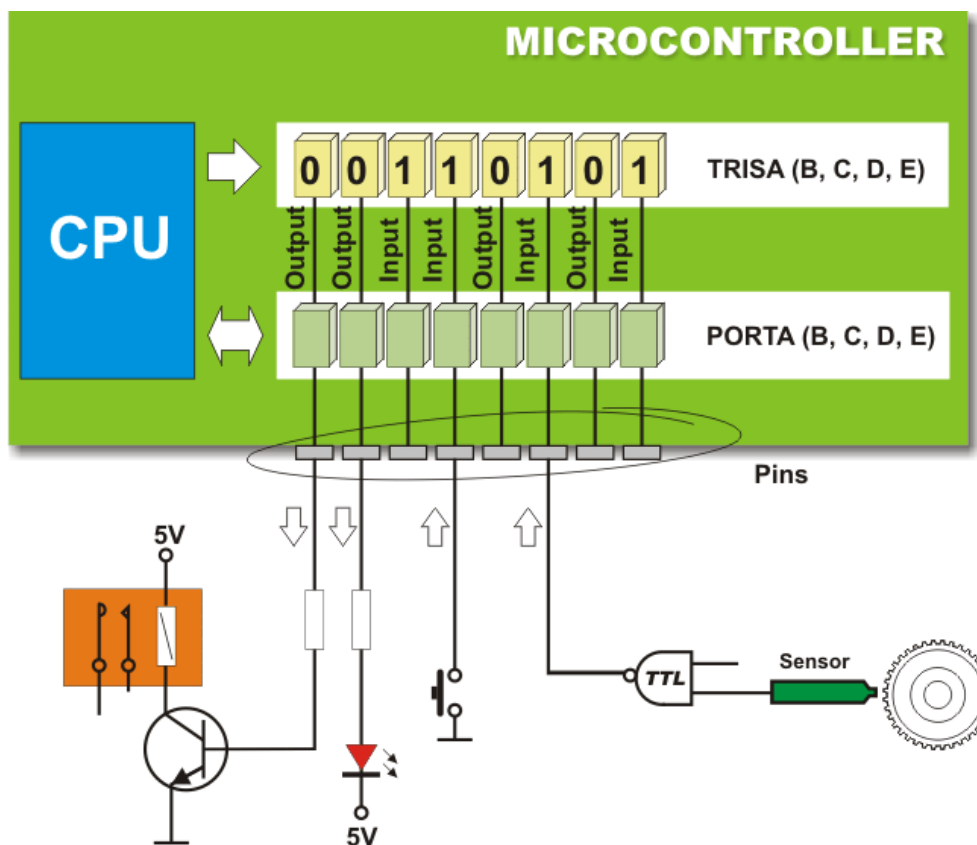 MICROCONTROLLER
CPU
0 0 1 1 0 1 0 1
TRISA (B, C, D, E)
Output Output Input Input Output Input Output Input
PORTA (B, C, D, E)
Pins
5V
TTL
Sensor
5V